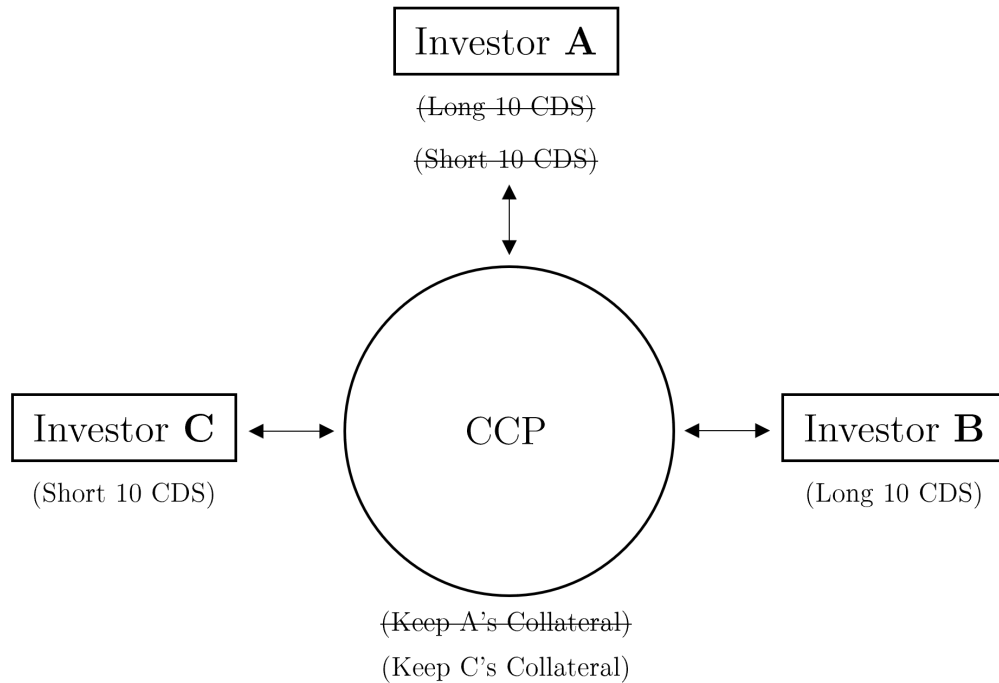 Investor A
(Long 10 CDS)
(Short 10 CDS)
Investor C
(Short 10 CDS)
CCP
Investor B
(Long 10 CDS)
(Keep A's Collateral)
(Keep C's Collateral)